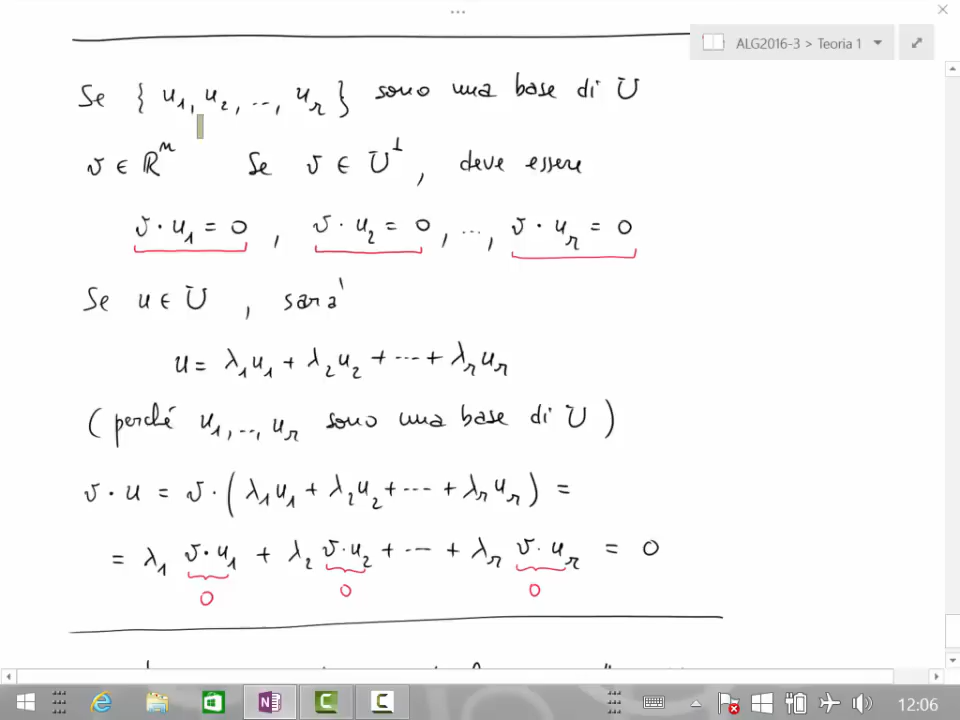 ALG2016-3 > Teoria 1
Se { u₁, u₂, ..., uᵣ } sono una base di U
v ∈ ℝⁿ Se v ∈ U^⊥, deve essere
v · u₁ = 0, v · u₂ = 0, ..., v · uᵣ = 0
Se u ∈ U, sara'
u = λ₁u₁ + λ₂u₂ + ... + λᵣuᵣ
(perché u₁, .., uᵣ sono una base di U)
v · u = v · (λ₁u₁ + λ₂u₂ + ... + λᵣuᵣ) =
= λ₁ v·u₁ + λ₂ v·u₂ + ... + λᵣ v·uᵣ = 0
0 0 0
12:06